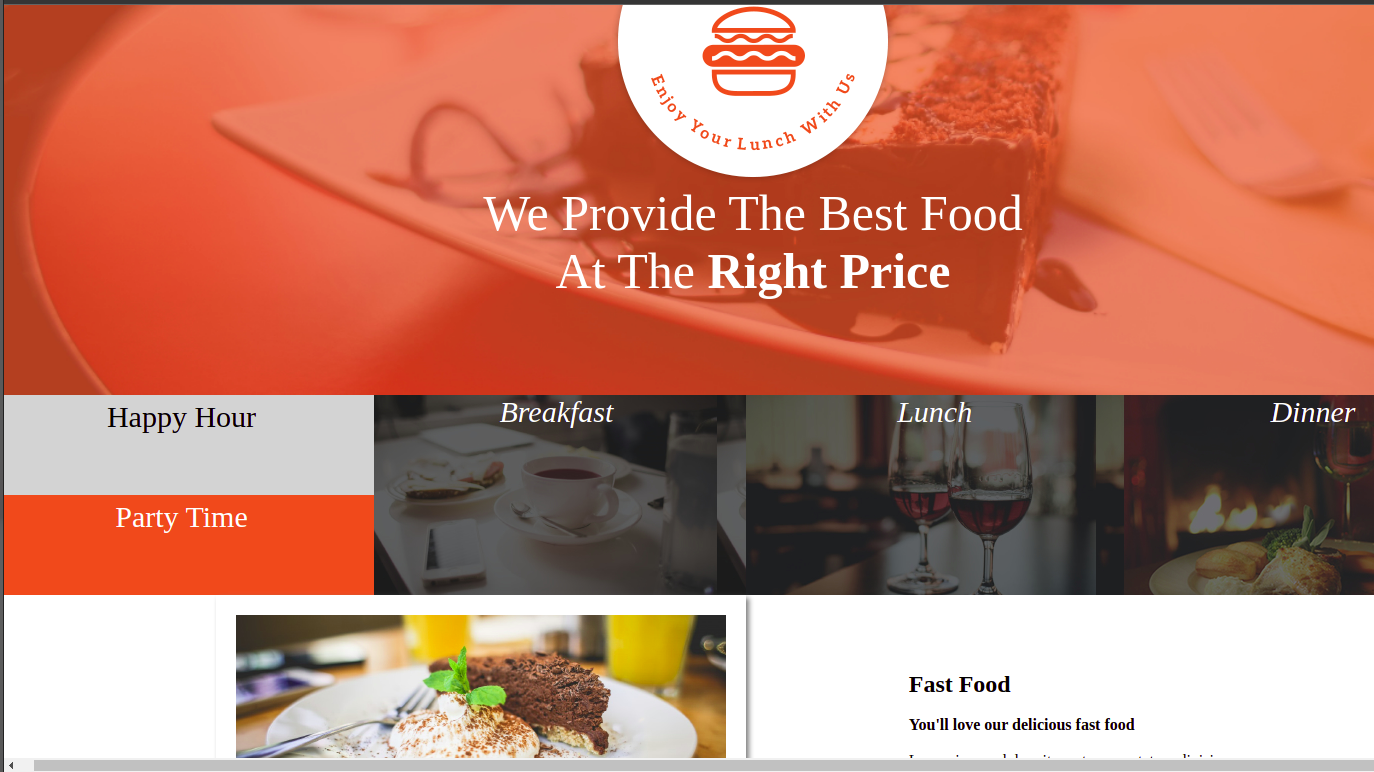 Enjoy Your Lunch With Us
We Provide The Best Food
At The Right Price
Happy Hour
Breakfast
Lunch
Dinner
Party Time
Fast Food
You'll love our delicious fast food